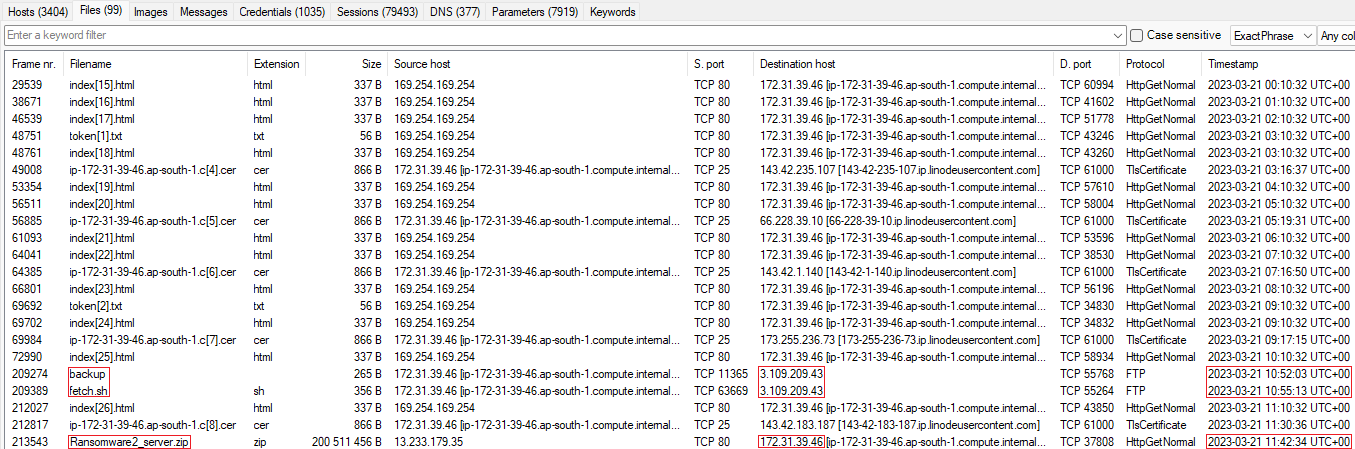 Hosts (3404) Files (99) Images Messages Credentials (1035) Sessions (79493) DNS (377) Parameters (7919) Keywords
Enter a keyword filter Case sensitive ExactPhrase Any col
Frame nr. Filename Extension Size Source host S. port Destination host D. port Protocol Timestamp
29539 index[15].html html 337 B 169.254.169.254 TCP 80 172.31.39.46 [ip-172-31-39-46.ap-south-1.compute.internal... TCP 60994 HttpGetNormal 2023-03-21 00:10:32 UTC+00
38671 index[16].html html 337 B 169.254.169.254 TCP 80 172.31.39.46 [ip-172-31-39-46.ap-south-1.compute.internal... TCP 41602 HttpGetNormal 2023-03-21 01:10:32 UTC+00
46539 index[17].html html 337 B 169.254.169.254 TCP 80 172.31.39.46 [ip-172-31-39-46.ap-south-1.compute.internal... TCP 51778 HttpGetNormal 2023-03-21 02:10:32 UTC+00
48751 token[1].txt txt 56 B 169.254.169.254 TCP 80 172.31.39.46 [ip-172-31-39-46.ap-south-1.compute.internal... TCP 43246 HttpGetNormal 2023-03-21 03:10:32 UTC+00
48761 index[18].html html 337 B 169.254.169.254 TCP 80 172.31.39.46 [ip-172-31-39-46.ap-south-1.compute.internal... TCP 43260 HttpGetNormal 2023-03-21 03:10:32 UTC+00
49008 ip-172-31-39-46.ap-south-1.c[4].cer cer 866 B 172.31.39.46 [ip-172-31-39-46.ap-south-1.compute.internal... TCP 25 143.42.235.107 [143-42-235-107.ip.linodeusercontent.com] TCP 61000 TlsCertificate 2023-03-21 03:16:37 UTC+00
53354 index[19].html html 337 B 169.254.169.254 TCP 80 172.31.39.46 [ip-172-31-39-46.ap-south-1.compute.internal... TCP 57610 HttpGetNormal 2023-03-21 04:10:32 UTC+00
56511 index[20].html html 337 B 169.254.169.254 TCP 80 172.31.39.46 [ip-172-31-39-46.ap-south-1.compute.internal... TCP 58004 HttpGetNormal 2023-03-21 05:10:32 UTC+00
56885 ip-172-31-39-46.ap-south-1.c[5].cer cer 866 B 172.31.39.46 [ip-172-31-39-46.ap-south-1.compute.internal... TCP 25 66.228.39.10 [66-228-39-10.ip.linodeusercontent.com] TCP 61000 TlsCertificate 2023-03-21 05:19:31 UTC+00
61093 index[21].html html 337 B 169.254.169.254 TCP 80 172.31.39.46 [ip-172-31-39-46.ap-south-1.compute.internal... TCP 53596 HttpGetNormal 2023-03-21 06:10:32 UTC+00
64041 index[22].html html 337 B 169.254.169.254 TCP 80 172.31.39.46 [ip-172-31-39-46.ap-south-1.compute.internal... TCP 38530 HttpGetNormal 2023-03-21 07:10:32 UTC+00
64385 ip-172-31-39-46.ap-south-1.c[6].cer cer 866 B 172.31.39.46 [ip-172-31-39-46.ap-south-1.compute.internal... TCP 25 143.42.1.140 [143-42-1-140.ip.linodeusercontent.com] TCP 61000 TlsCertificate 2023-03-21 07:16:50 UTC+00
66801 index[23].html html 337 B 169.254.169.254 TCP 80 172.31.39.46 [ip-172-31-39-46.ap-south-1.compute.internal... TCP 56196 HttpGetNormal 2023-03-21 08:10:32 UTC+00
69692 token[2].txt txt 56 B 169.254.169.254 TCP 80 172.31.39.46 [ip-172-31-39-46.ap-south-1.compute.internal... TCP 34830 HttpGetNormal 2023-03-21 09:10:32 UTC+00
69702 index[24].html html 337 B 169.254.169.254 TCP 80 172.31.39.46 [ip-172-31-39-46.ap-south-1.compute.internal... TCP 34832 HttpGetNormal 2023-03-21 09:10:32 UTC+00
69984 ip-172-31-39-46.ap-south-1.c[7].cer cer 866 B 172.31.39.46 [ip-172-31-39-46.ap-south-1.compute.internal... TCP 25 173.255.236.73 [173-255-236-73.ip.linodeusercontent.com] TCP 61000 TlsCertificate 2023-03-21 09:17:15 UTC+00
72990 index[25].html html 337 B 169.254.169.254 TCP 80 172.31.39.46 [ip-172-31-39-46.ap-south-1.compute.internal... TCP 58934 HttpGetNormal 2023-03-21 10:10:32 UTC+00
209274 backup 265 B 172.31.39.46 [ip-172-31-39-46.ap-south-1.compute.internal... TCP 11365 3.109.209.43 TCP 55768 FTP 2023-03-21 10:52:03 UTC+00
209389 fetch.sh sh 356 B 172.31.39.46 [ip-172-31-39-46.ap-south-1.compute.internal... TCP 63669 3.109.209.43 TCP 55264 FTP 2023-03-21 10:55:13 UTC+00
212027 index[26].html html 337 B 169.254.169.254 TCP 80 172.31.39.46 [ip-172-31-39-46.ap-south-1.compute.internal... TCP 43850 HttpGetNormal 2023-03-21 11:10:32 UTC+00
212817 ip-172-31-39-46.ap-south-1.c[8].cer cer 866 B 172.31.39.46 [ip-172-31-39-46.ap-south-1.compute.internal... TCP 25 143.42.183.187 [143-42-183-187.ip.linodeusercontent.com] TCP 61000 TlsCertificate 2023-03-21 11:30:36 UTC+00
213543 Ransomware2_server.zip zip 200 511 456 B 13.233.179.35 TCP 80 172.31.39.46 [ip-172-31-39-46.ap-south-1.compute.internal... TCP 37808 HttpGetNormal 2023-03-21 11:42:34 UTC+00